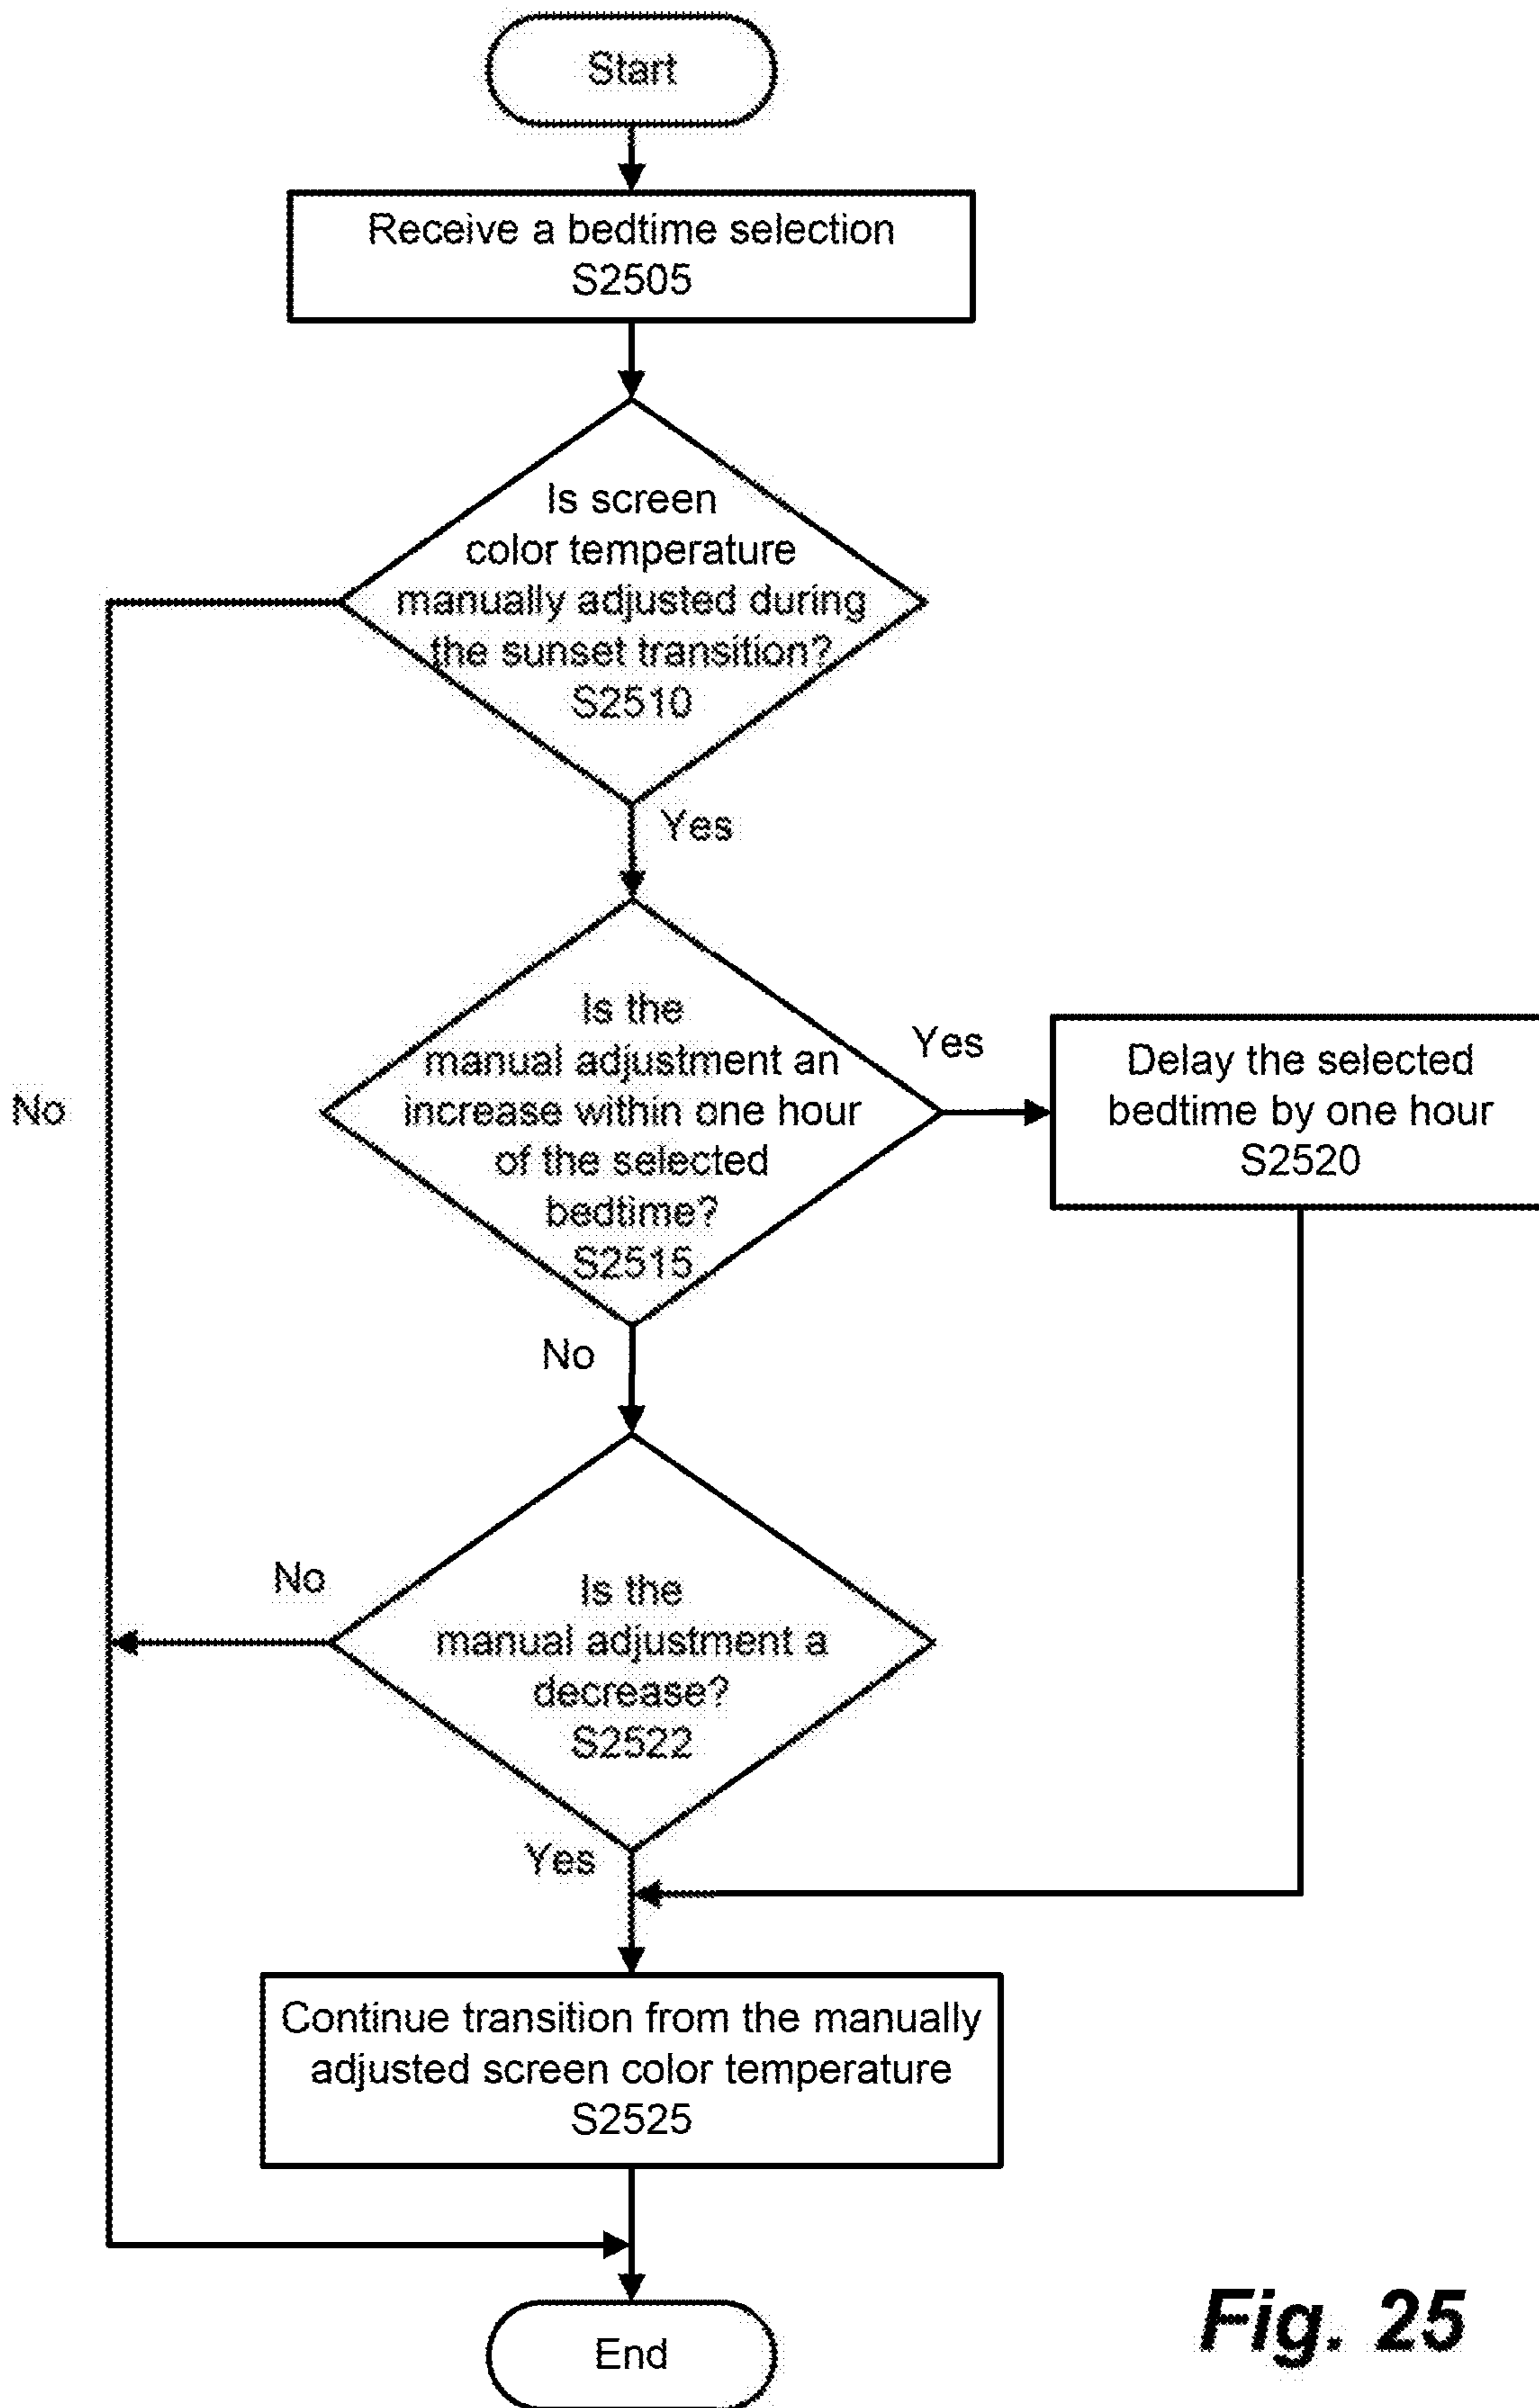 Start
Receive a bedtime selection
S2505
Is screen
color temperature
manually adjusted during
the sunset transition?
S2510
Yes
No
Is the
manual adjustment an
increase within one hour
of the selected
bedtime?
S2515
Yes
Delay the selected
bedtime by one hour
S2520
No
No
Is the
manual adjustment a
decrease?
S2522
Yes
Continue transition from the manually
adjusted screen color temperature
S2525
End
Fig. 25